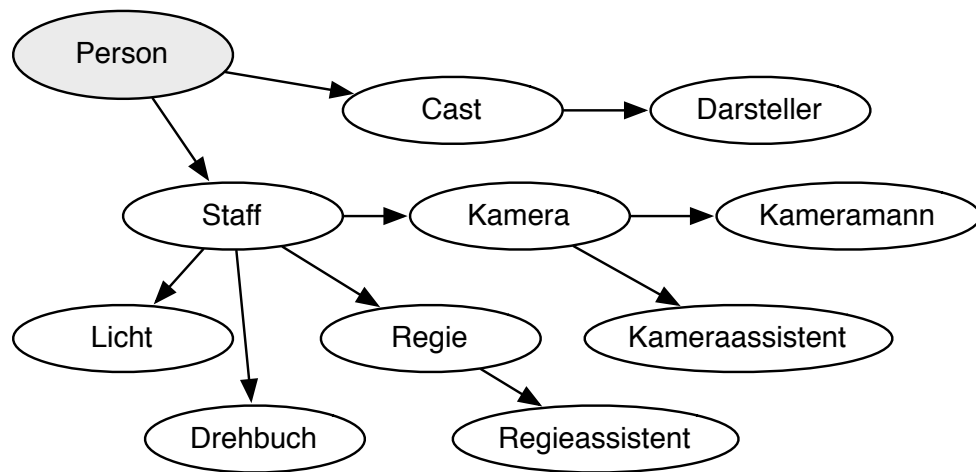 Person
Cast
Darsteller
Staff
Kamera
Kameramann
Licht
Regie
Kameraassistent
Drehbuch
Regieassistent